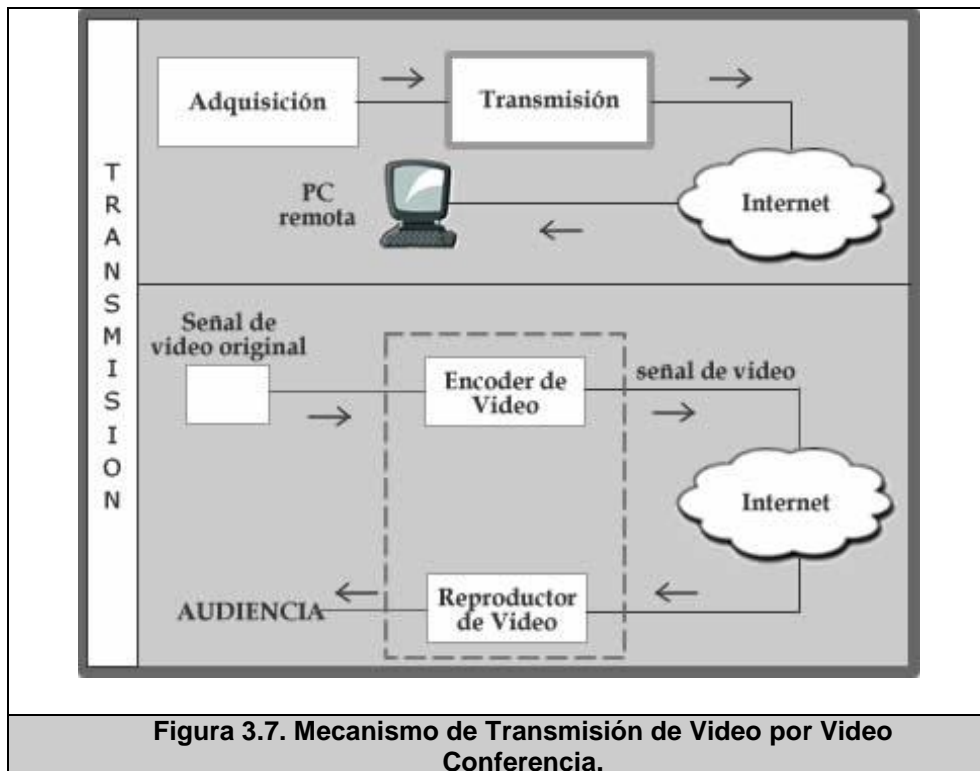 TRANSMISION
Adquisición
Transmisión
PC
remota
Internet
Señal de
video original
Encoder de
Video
señal de video
Internet
AUDIENCIA
Reproductor
de Video
Figura 3.7. Mecanismo de Transmisión de Video por Video
Conferencia.